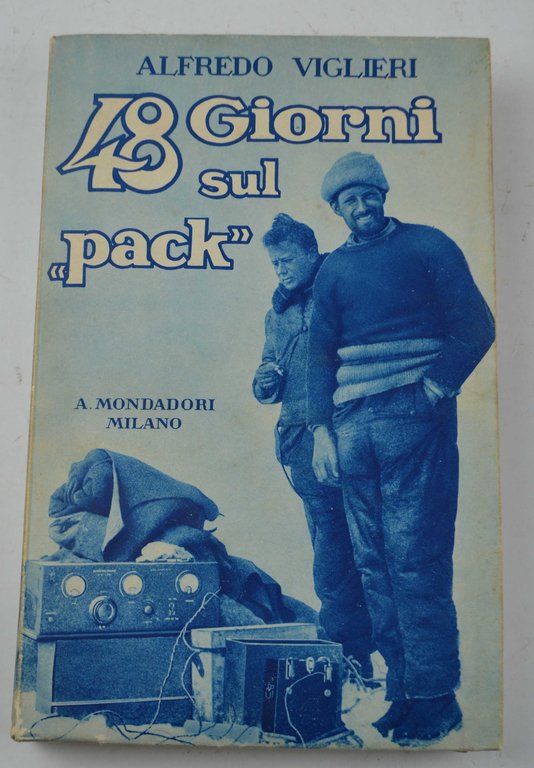 ALFREDO VIGLIERI
48 Giorni
sul
„pack”
A. MONDADORI
MILANO